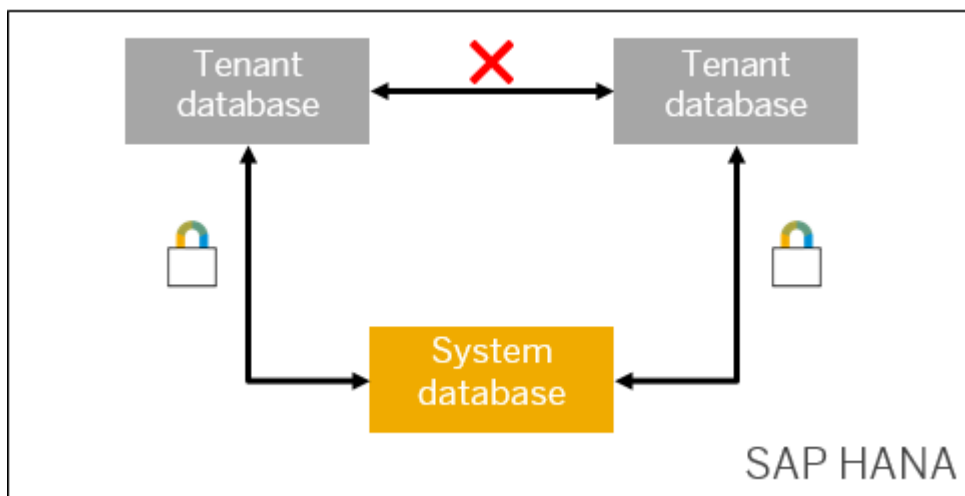 Tenant
database
Tenant
database
System
database
SAP HANA